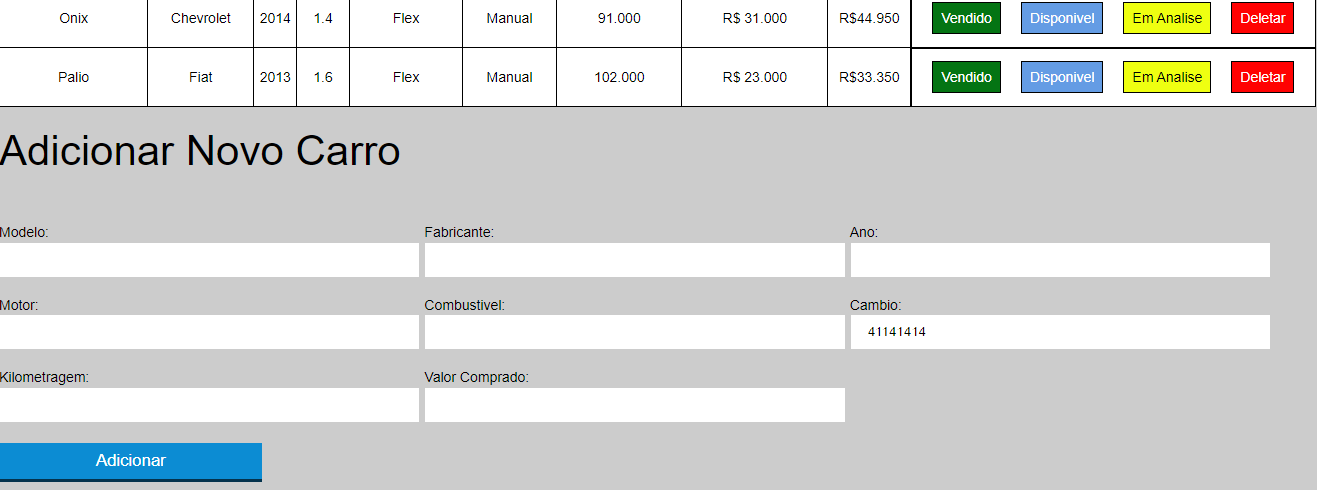 Onix Chevrolet 2014 1.4 Flex Manual 91.000 R$ 31.000 R$44.950 Vendido Disponivel Em Analise Deletar
Palio Fiat 2013 1.6 Flex Manual 102.000 R$ 23.000 R$33.350 Vendido Disponivel Em Analise Deletar
Adicionar Novo Carro
Modelo: Fabricante: Ano:
Motor: Combustivel: Cambio:
41141414
Kilometragem: Valor Comprado:
Adicionar